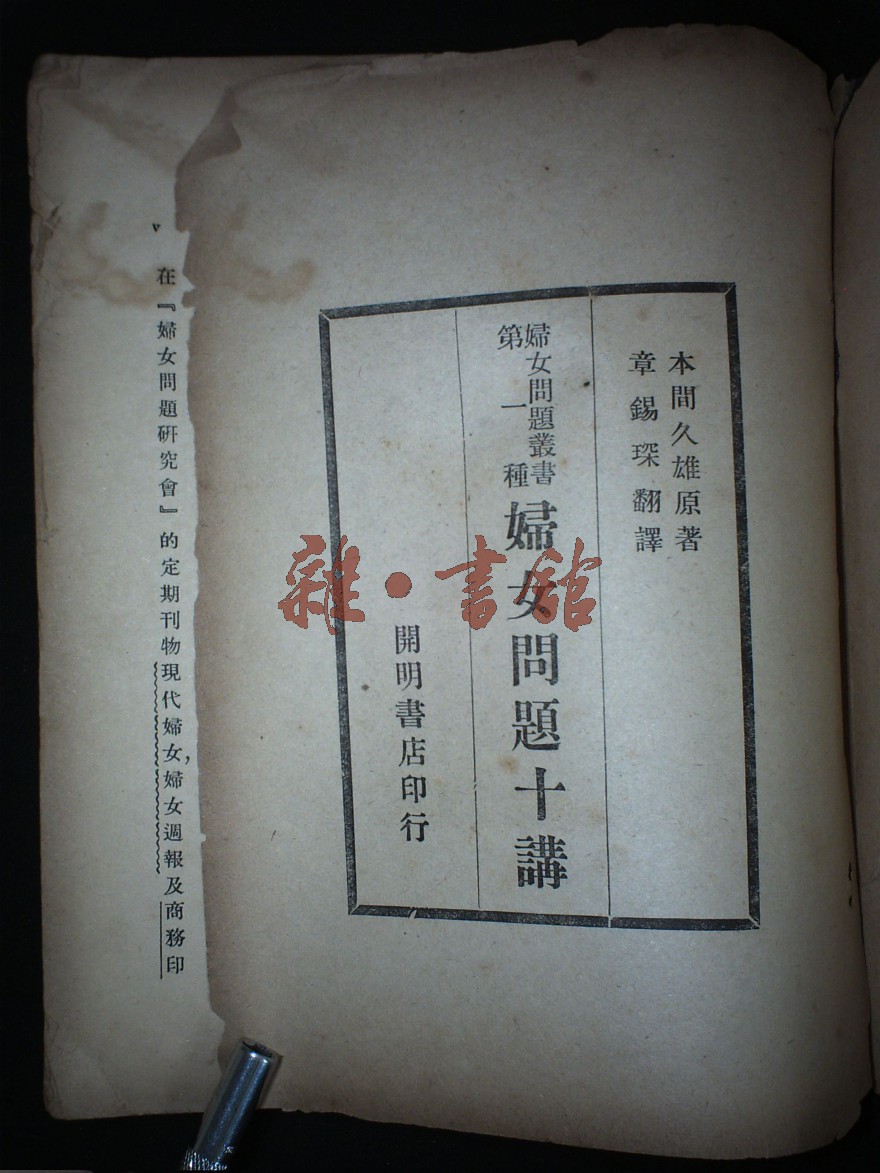 本間久雄原著
章錫琛翻譯
婦女問題叢書
第一種
婦女問題十講
開明書店印行
在『婦女問題研究會』的定期刊物現代婦女，婦女週報及商務印
雜·書館